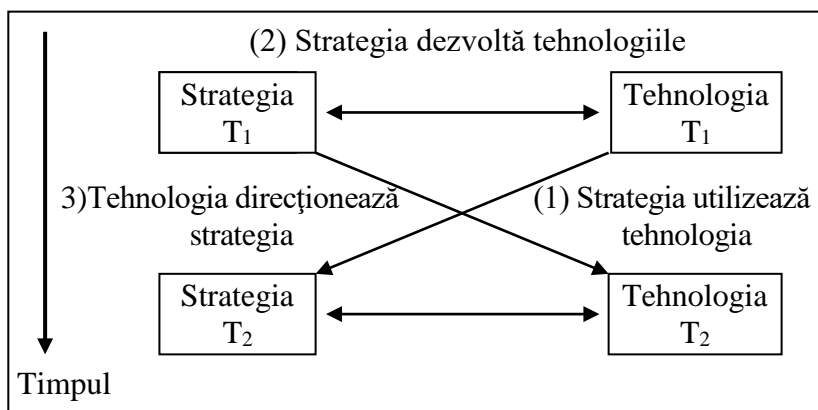 (2) Strategia dezvoltă tehnologiile
Strategia
T₁
Tehnologia
T₁
3)Tehnologia direcţionează
strategia
(1) Strategia utilizează
tehnologia
Strategia
T₂
Tehnologia
T₂
Timpul